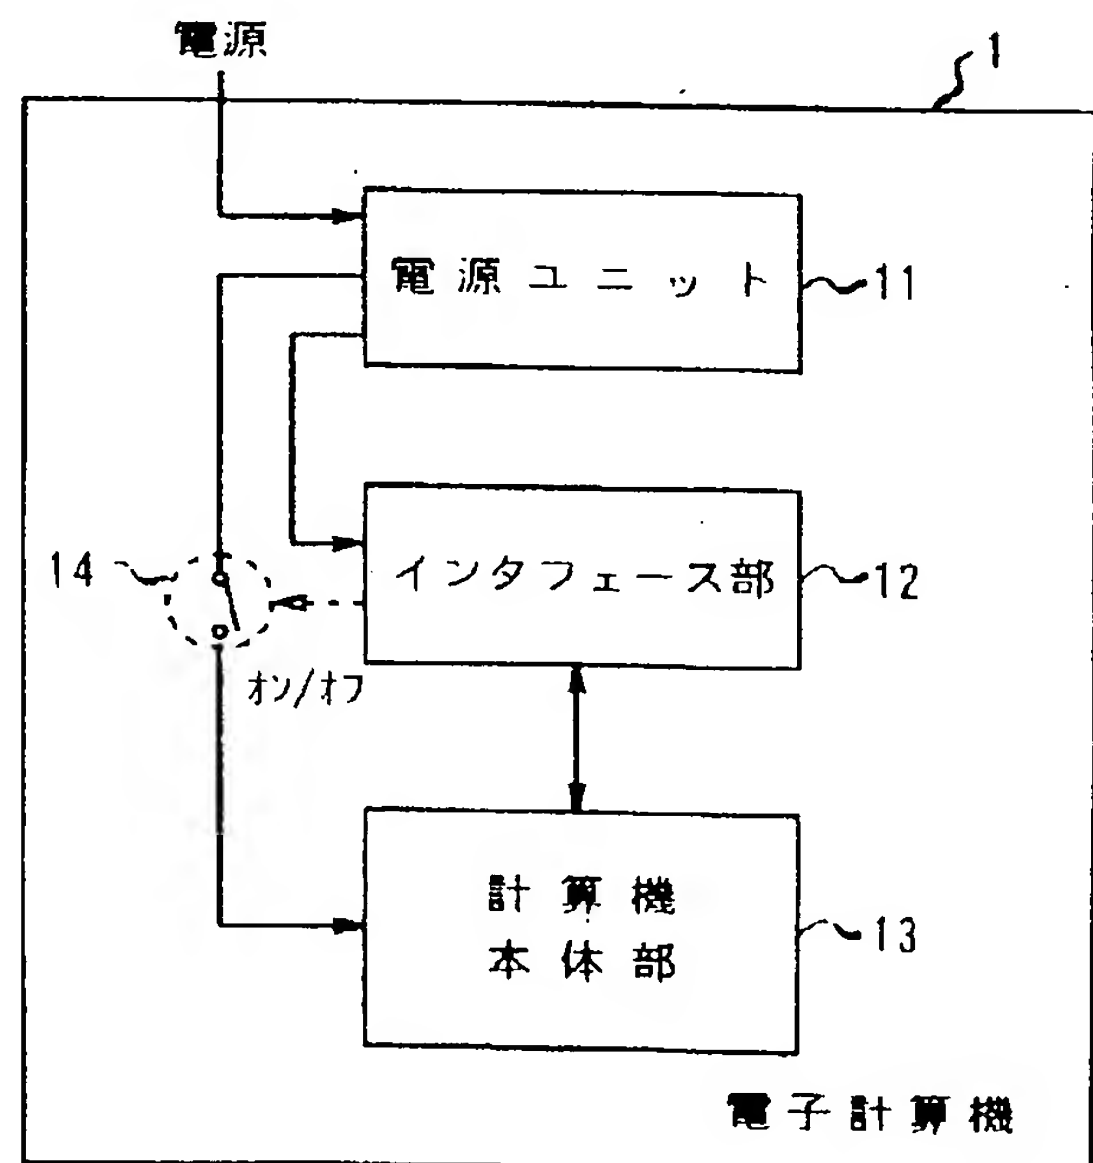 電源
1
電源ユニット
11
インタフェース部
12
14
オン/オフ
計算機
本体部
13
電子計算機